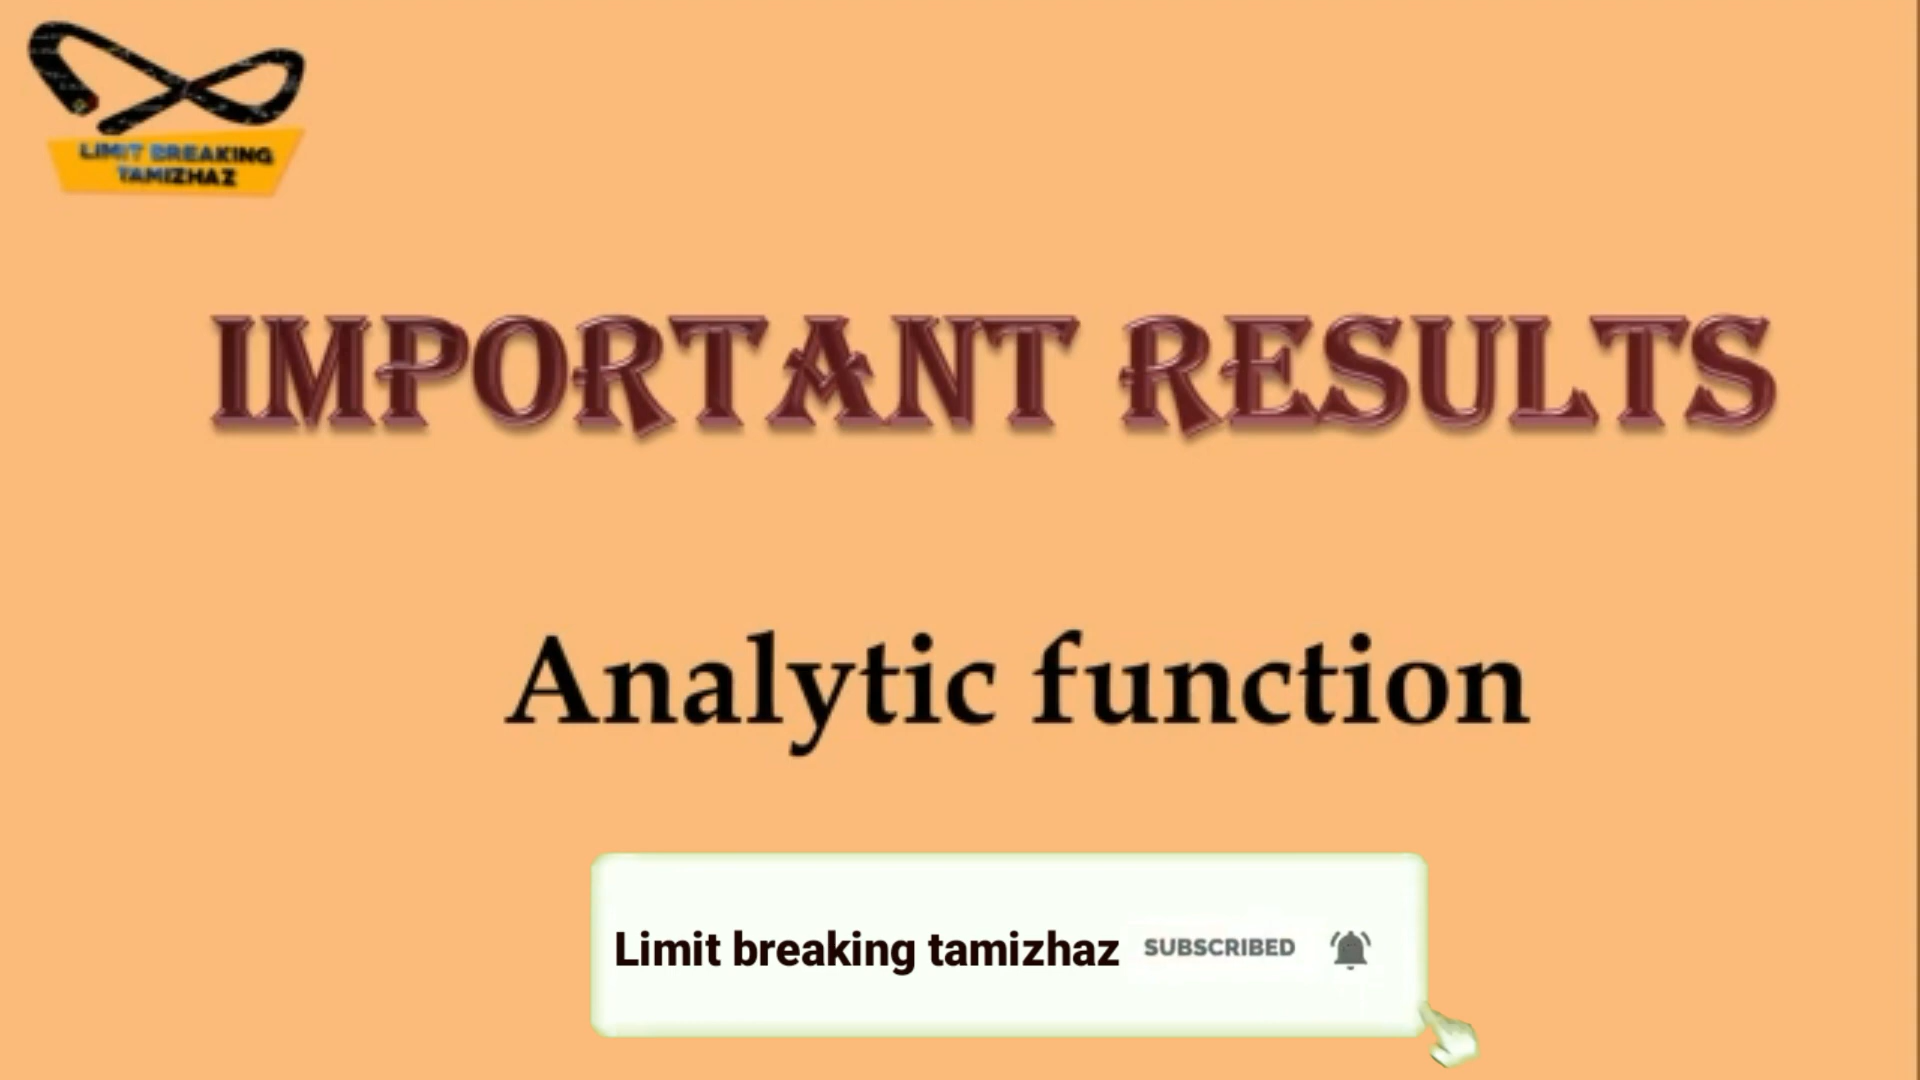 LIMIT BREAKING
TAMIZHAZ
IMPORTANT RESULTS
Analytic function
Limit breaking tamizhaz SUBSCRIBED